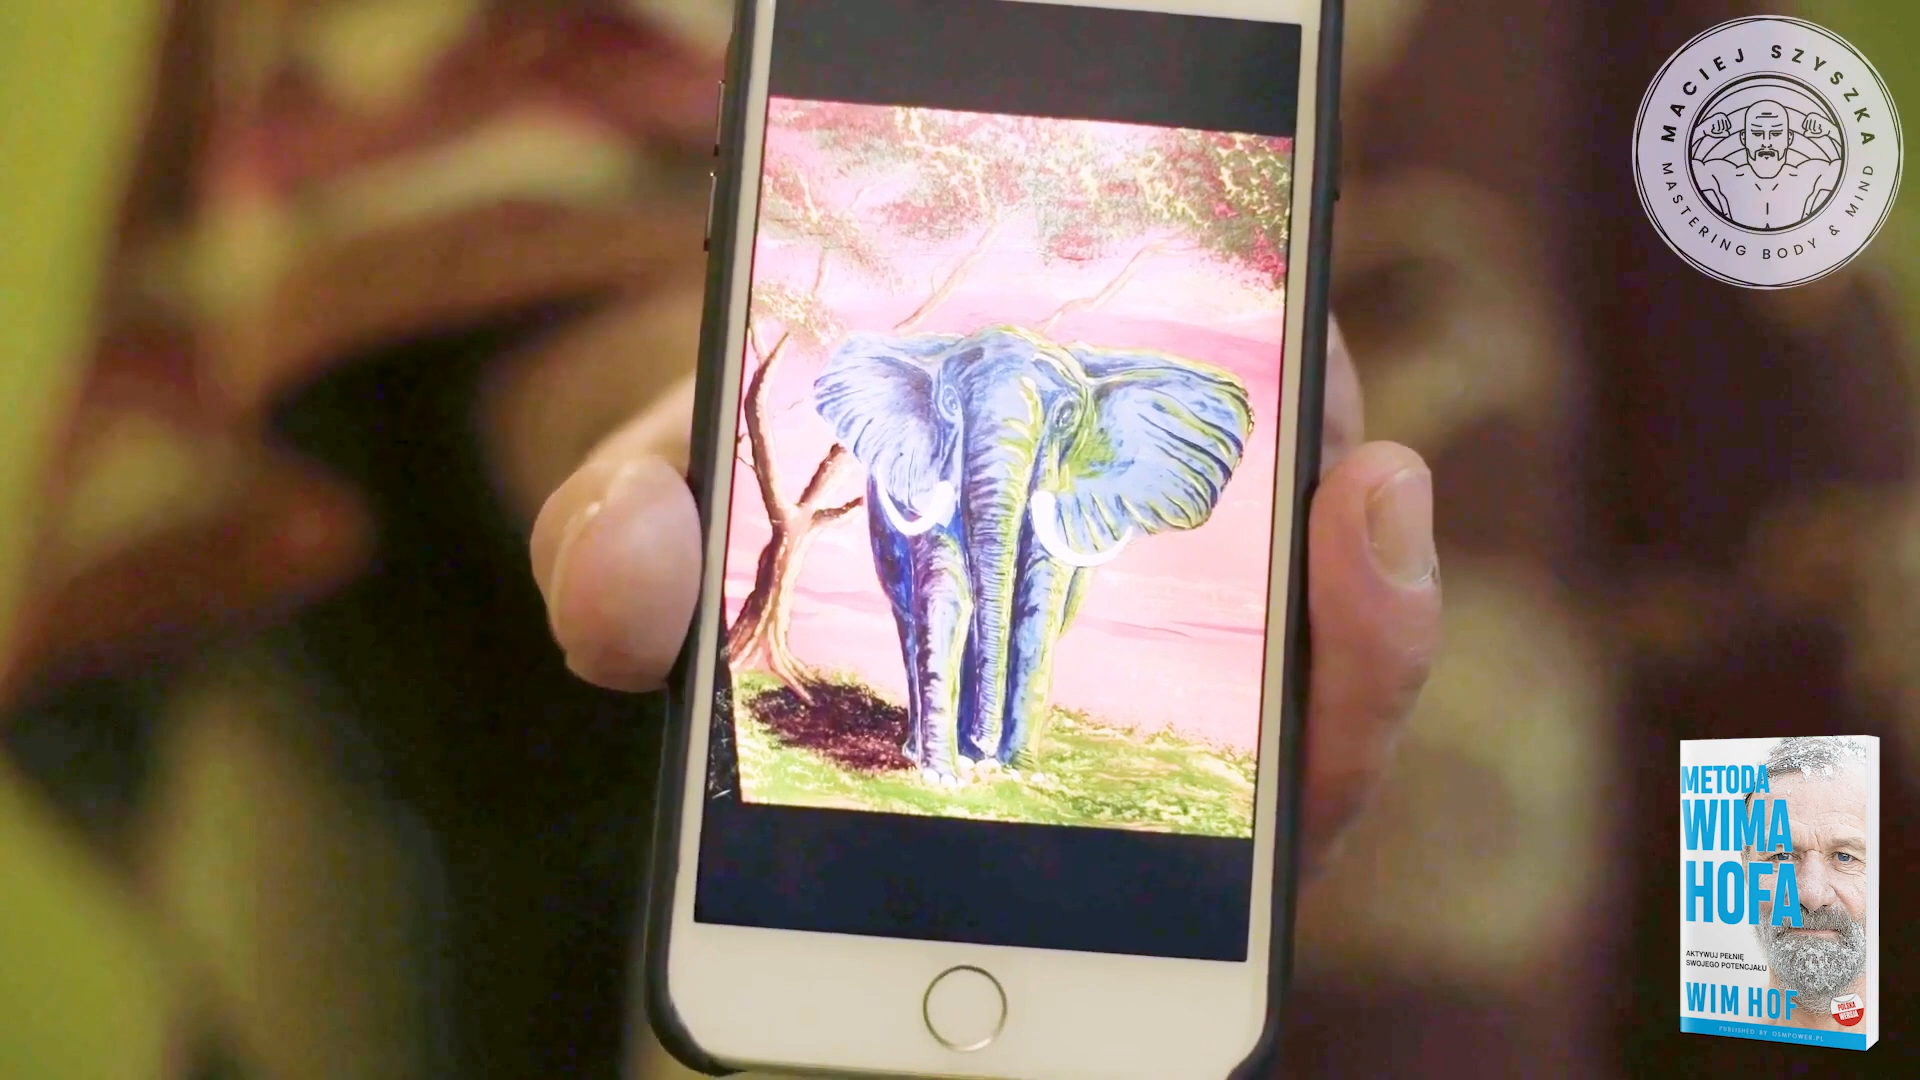 MACIEJ SZYSZKA
MASTERING BODY & MIND
METODA
WIMA
HOFA
AKTYWUJ PEŁNIĘ
SWOJEGO POTENCJAŁU
WIM HOF
POLSKA
WERSJA
PUBLISHED BY OSMPOWER.PL